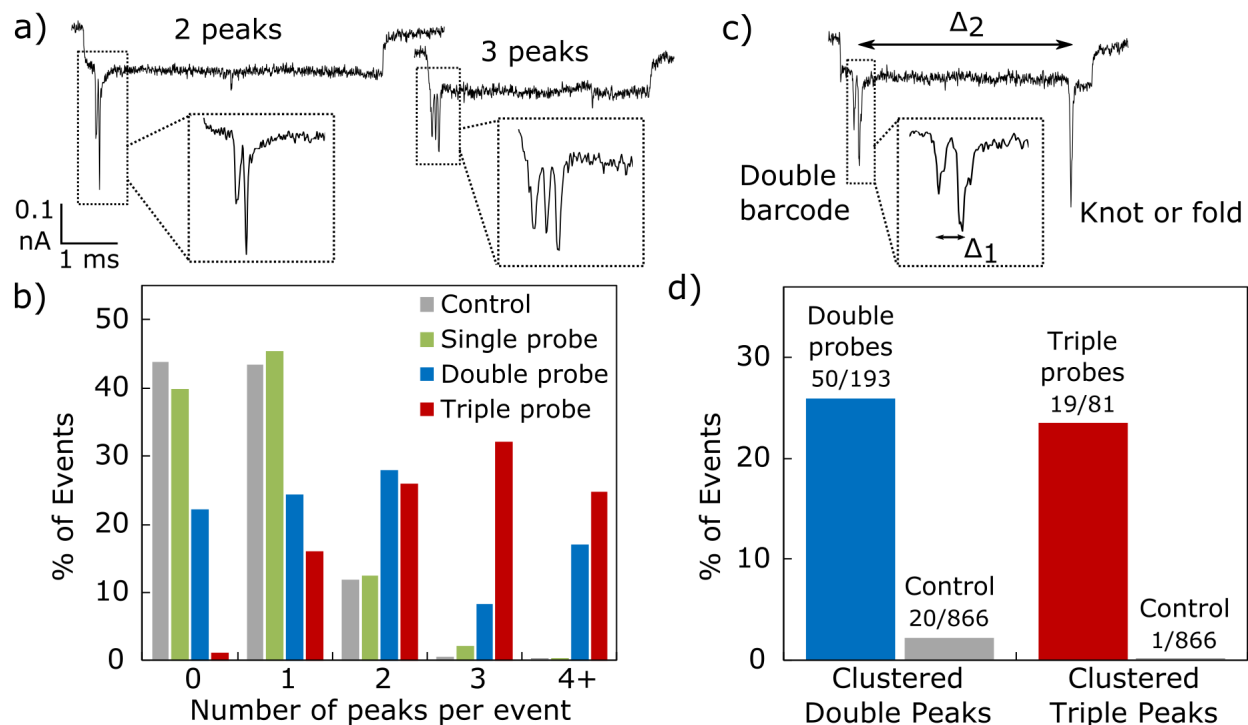 a)
2 peaks
3 peaks
0.1
nA
1 ms
c)
Δ2
Double
barcode
Δ1
Knot or fold
b)
50
40
30
20
10
0
% of Events
Control
Single probe
Double probe
Triple probe
0 1 2 3 4+
Number of peaks per event
d)
30
20
10
0
% of Events
Double
probes
50/193
Control
20/866
Triple
probes
19/81
Control
1/866
Clustered
Double Peaks
Clustered
Triple Peaks